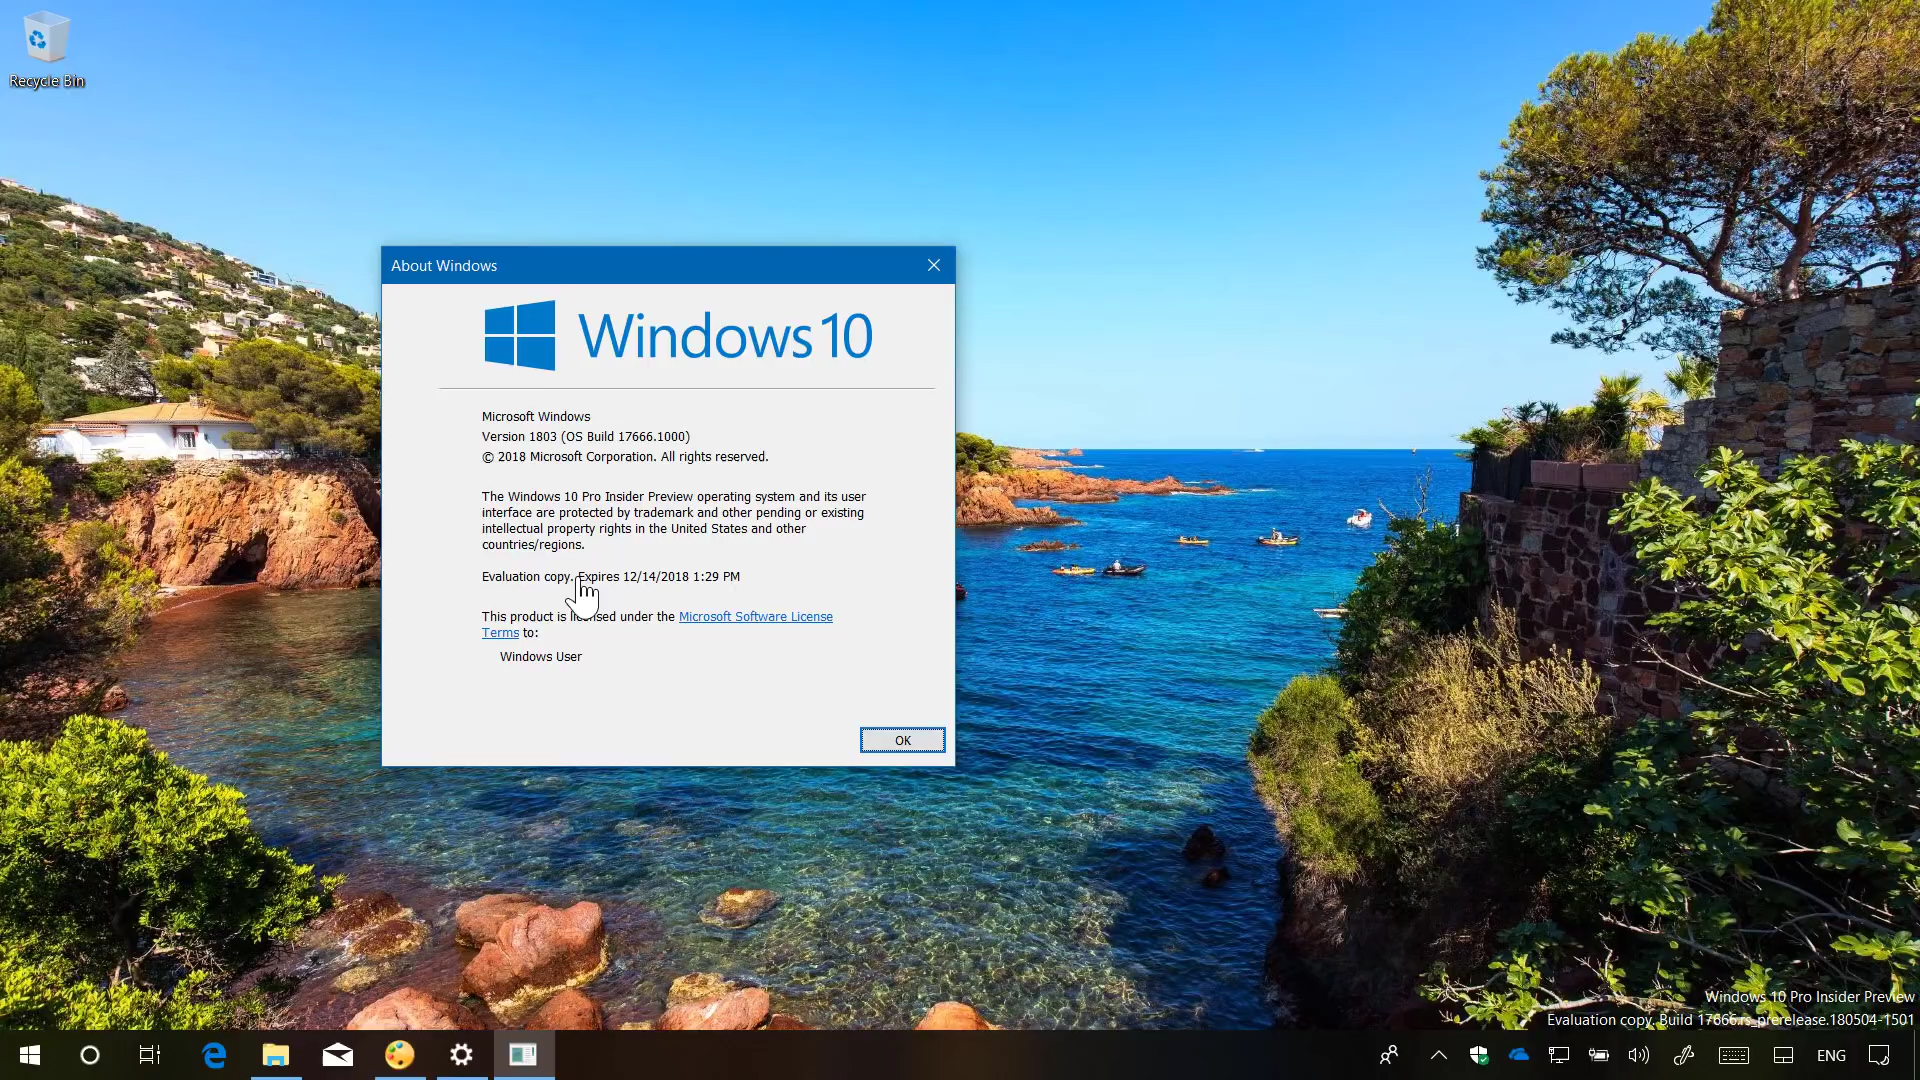 Recycle Bin
About Windows
Windows 10
Microsoft Windows
Version 1803 (OS Build 17666.1000)
© 2018 Microsoft Corporation. All rights reserved.
The Windows 10 Pro Insider Preview operating system and its user
interface are protected by trademark and other pending or existing
intellectual property rights in the United States and other
countries/regions.
Evaluation copy. Expires 12/14/2018 1:29 PM
This product is licensed under the Microsoft Software License
Terms to:
Windows User
OK
Windows 10 Pro Insider Preview
Evaluation copy. Build 17666.rs_prerelease.180504-1501
ENG